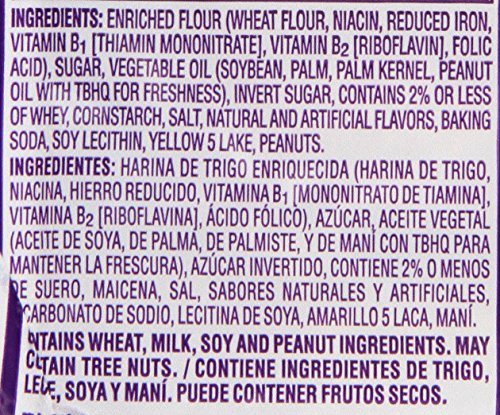 INGREDIENTS: ENRICHED FLOUR (WHEAT FLOUR, NIACIN, REDUCED IRON,
VITAMIN B1 [THIAMIN MONONITRATE], VITAMIN B2 [RIBOFLAVIN], FOLIC
ACID), SUGAR, VEGETABLE OIL (SOYBEAN, PALM, PALM KERNEL, PEANUT
OIL WITH TBHQ FOR FRESHNESS), INVERT SUGAR, CONTAINS 2% OR LESS
OF WHEY, CORNSTARCH, SALT, NATURAL AND ARTIFICIAL FLAVORS, BAKING
SODA, SOY LECITHIN, YELLOW 5 LAKE, PEANUTS.
INGREDIENTES: HARINA DE TRIGO ENRIQUECIDA (HARINA DE TRIGO,
NIACINA, HIERRO REDUCIDO, VITAMINA B1 [MONONITRATO DE TIAMINA],
VITAMINA B2 [RIBOFLAVINA], ÁCIDO FÓLICO), AZÚCAR, ACEITE VEGETAL
(ACEITE DE SOYA, DE PALMA, DE PALMISTE, Y DE MANÍ CON TBHQ PARA
MANTENER LA FRESCURA), AZÚCAR INVERTIDO, CONTIENE 2% O MENOS
DE SUERO, MAICENA, SAL, SABORES NATURALES Y ARTIFICIALES,
CARBONATO DE SODIO, LECITINA DE SOYA, AMARILLO 5 LACA, MANÍ.
NTAINS WHEAT, MILK, SOY AND PEANUT INGREDIENTS. MAY
TAIN TREE NUTS. / CONTIENE INGREDIENTES DE TRIGO,
LE, SOYA Y MANÍ. PUEDE CONTENER FRUTOS SECOS.